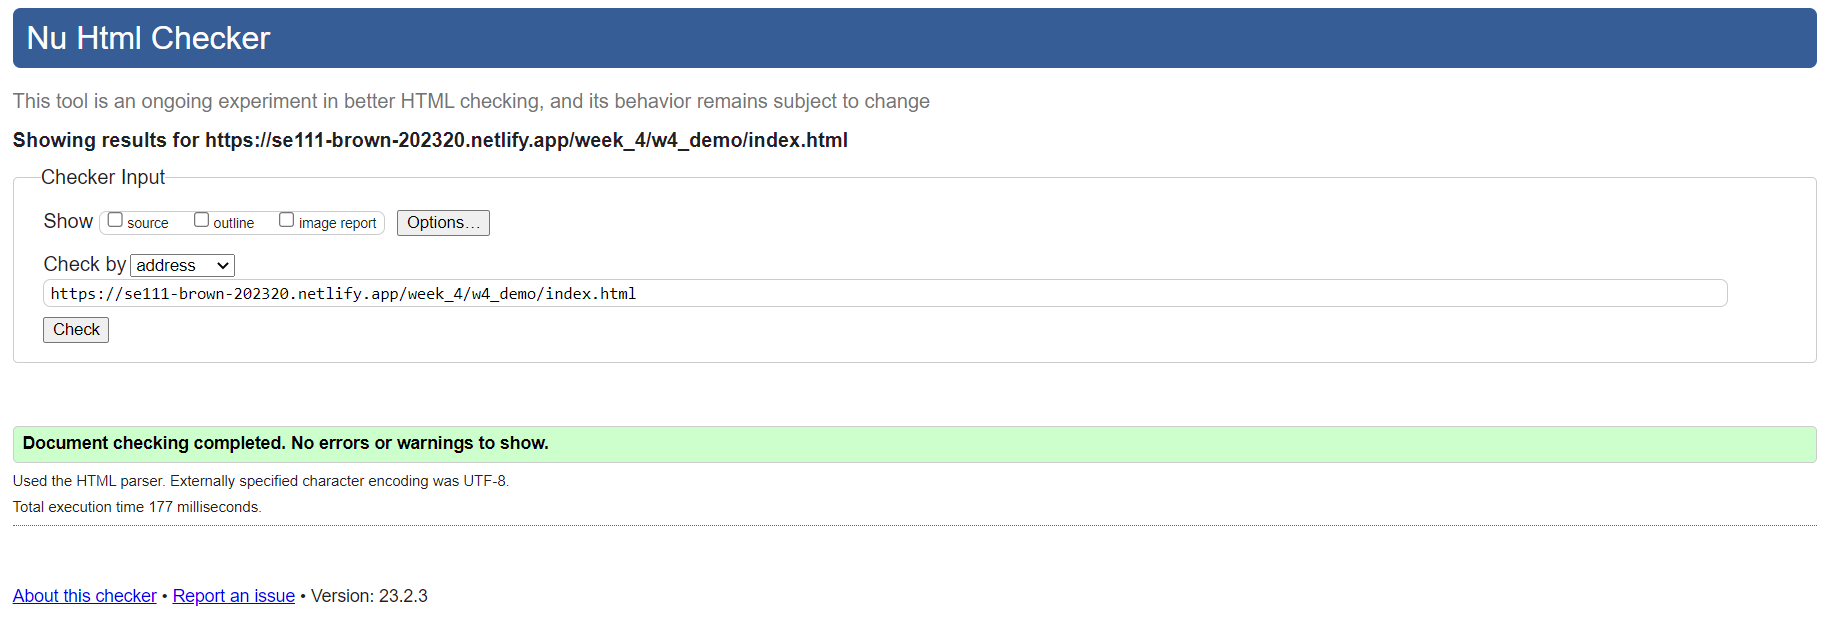 Nu Html Checker
This tool is an ongoing experiment in better HTML checking, and its behavior remains subject to change
Showing results for https://se111-brown-202320.netlify.app/week_4/w4_demo/index.html
Checker Input
Show source outline image report Options…
Check by address
https://se111-brown-202320.netlify.app/week_4/w4_demo/index.html
Check
Document checking completed. No errors or warnings to show.
Used the HTML parser. Externally specified character encoding was UTF-8.
Total execution time 177 milliseconds.
About this checker • Report an issue • Version: 23.2.3